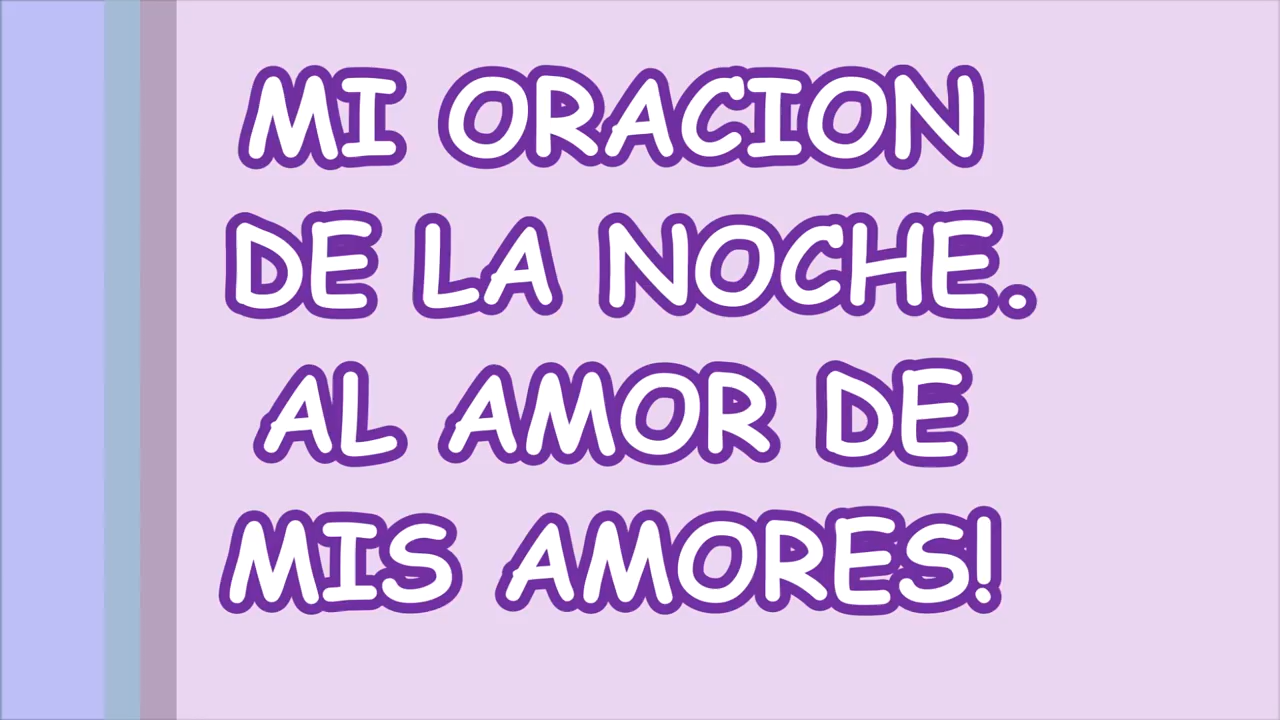 MI ORACION
DE LA NOCHE.
AL AMOR DE
MIS AMORES!